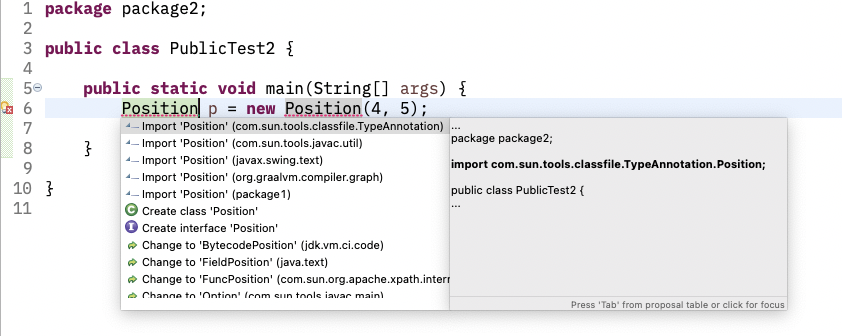 1 package package2;
2
3 public class PublicTest2 {
4
5 public static void main(String[] args) {
6 Position p = new Position(4, 5);
7
8 }
9
10 }
11
Import 'Position' (com.sun.tools.classfile.TypeAnnotation)
Import 'Position' (com.sun.tools.javac.util)
Import 'Position' (javax.swing.text)
Import 'Position' (org.graalvm.compiler.graph)
Import 'Position' (package1)
C Create class 'Position'
I Create interface 'Position'
Change to 'BytecodePosition' (jdk.vm.ci.code)
Change to 'FieldPosition' (java.text)
Change to 'FuncPosition' (com.sun.org.apache.xpath.intern
Change to 'Option' (com.sun.tools.javac.main)
...
package package2;
import com.sun.tools.classfile.TypeAnnotation.Position;
public class PublicTest2 {
...
Press 'Tab' from proposal table or click for focus